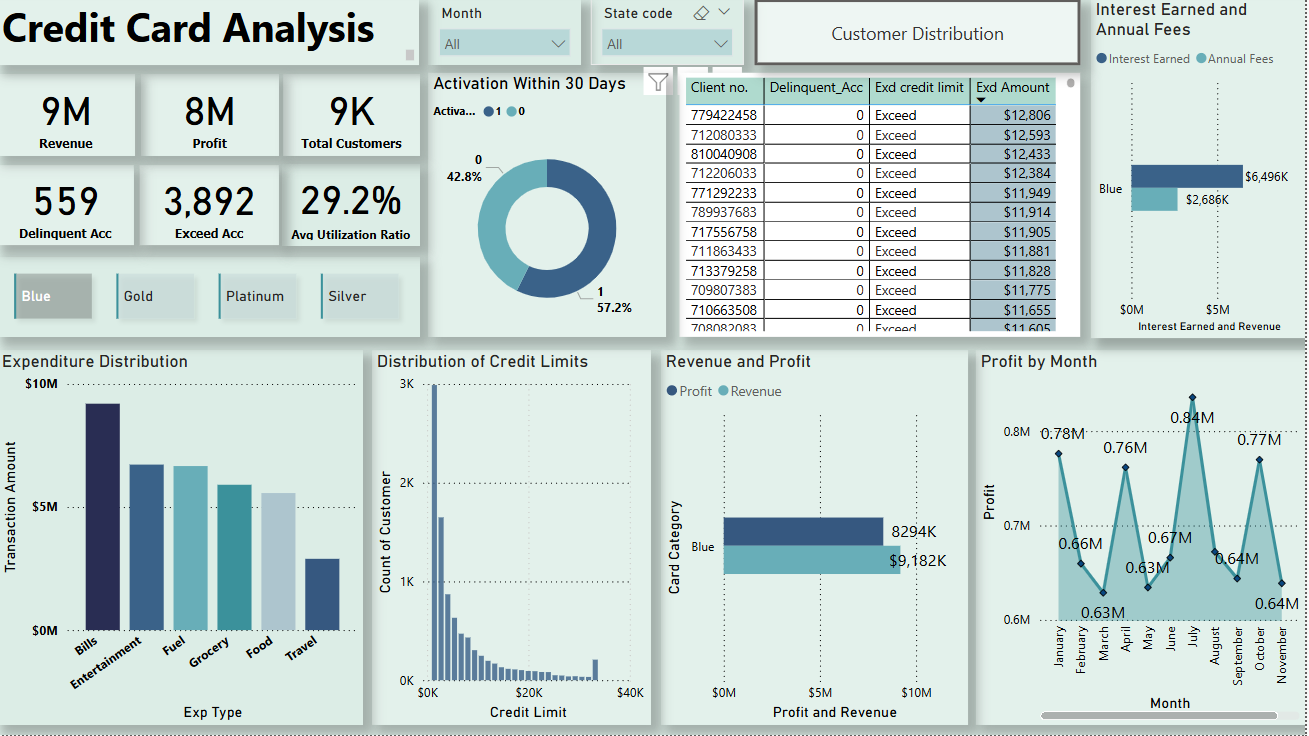 Credit Card Analysis
Month
All
State code
All
Customer Distribution
Interest Earned and
Annual Fees
Interest Earned Annual Fees
Blue
$6,496K
$2,686K
$0M $5M
Interest Earned and Revenue
9M
Revenue
8M
Profit
9K
Total Customers
559
Delinquent Acc
3,892
Exceed Acc
29.2%
Avq Utilization Ratio
Blue
Gold
Platinum
Silver
Activation Within 30 Days
Activa... 1 0
0
42.8%
1
57.2%
Client no. Delinquent_Acc Exd credit limit Exd Amount
779422458 0 Exceed $12,806
712080333 0 Exceed $12,593
810040908 0 Exceed $12,433
712206033 0 Exceed $12,384
771292233 0 Exceed $11,949
789937683 0 Exceed $11,914
717556758 0 Exceed $11,905
711863433 0 Exceed $11,881
713379258 0 Exceed $11,828
709807383 0 Exceed $11,775
710663508 0 Exceed $11,655
708082083 0 Exceed $11,605
Expenditure Distribution
Transaction Amount
$10M
$5M
$0M
Bills Entertainment Fuel Grocery Food Travel
Exp Type
Distribution of Credit Limits
Count of Customer
3K
2K
1K
0K
$0K $20K $40K
Credit Limit
Revenue and Profit
Profit Revenue
Card Category
Blue
8294K
$9,182K
$0M $5M $10M
Profit and Revenue
Profit by Month
Profit
0.8M
0.7M
0.6M
0.78M
0.66M
0.63M
0.76M
0.63M
0.67M
0.84M
0.64M
0.77M
0.64M
January February March April May June July August September October November
Month